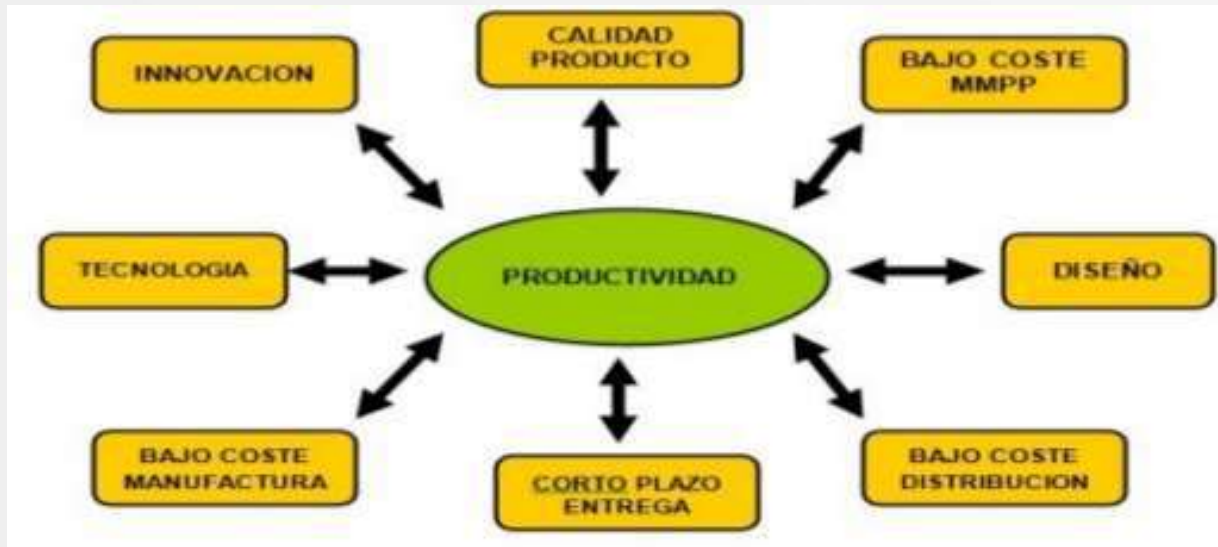 INNOVACION
CALIDAD
PRODUCTO
BAJO COSTE
MMPP
TECNOLOGIA
PRODUCTIVIDAD
DISEÑO
BAJO COSTE
MANUFACTURA
CORTO PLAZO
ENTREGA
BAJO COSTE
DISTRIBUCION